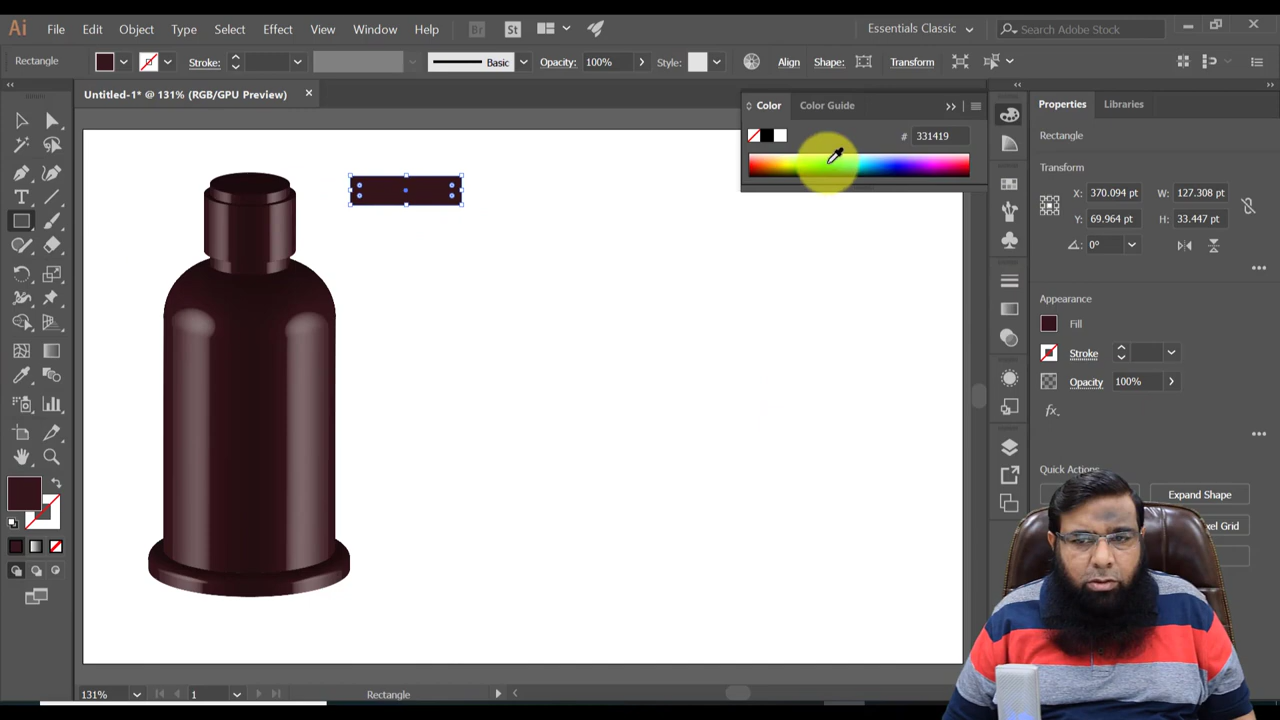 Ai File Edit Object Type Select Effect View Window Help Br St Essentials Classic Search Adobe Stock
Rectangle Stroke: Basic Opacity: 100% Style: Align Shape: Transform
Untitled-1* @ 131% (RGB/GPU Preview)
Color Color Guide
# 331419
Properties Libraries
Rectangle
Transform
X: 370.094 pt W: 127.308 pt
Y: 69.964 pt H: 33.447 pt
0°
Appearance
Fill
Stroke
Opacity 100%
fx
Quick Actions
Expand Shape
xel Grid
131% 1 Rectangle